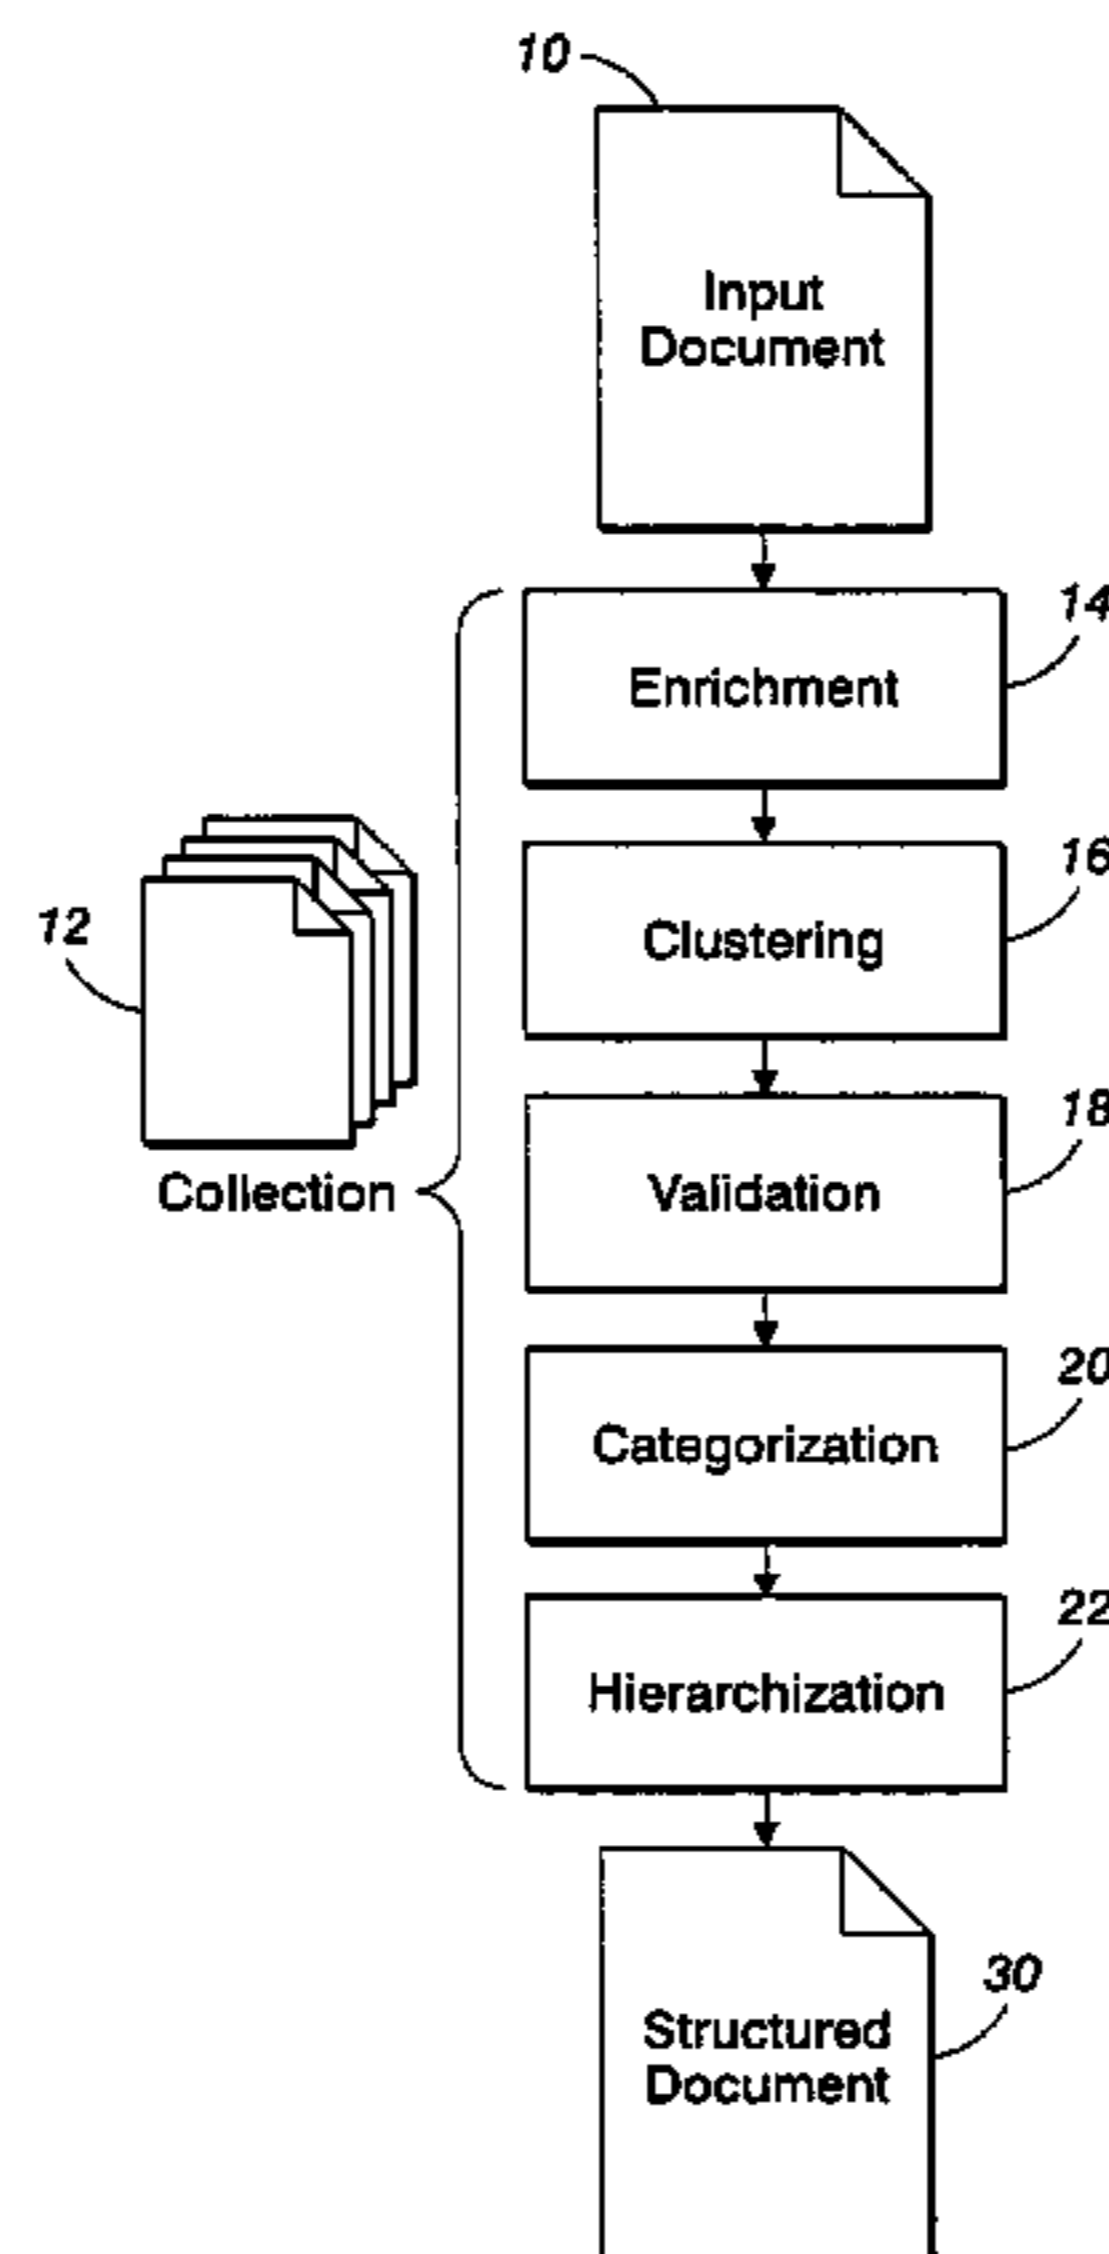 10
Input
Document
14
Enrichment
16
Clustering
12
18
Collection
Validation
20
Categorization
22
Hierarchization
30
Structured
Document